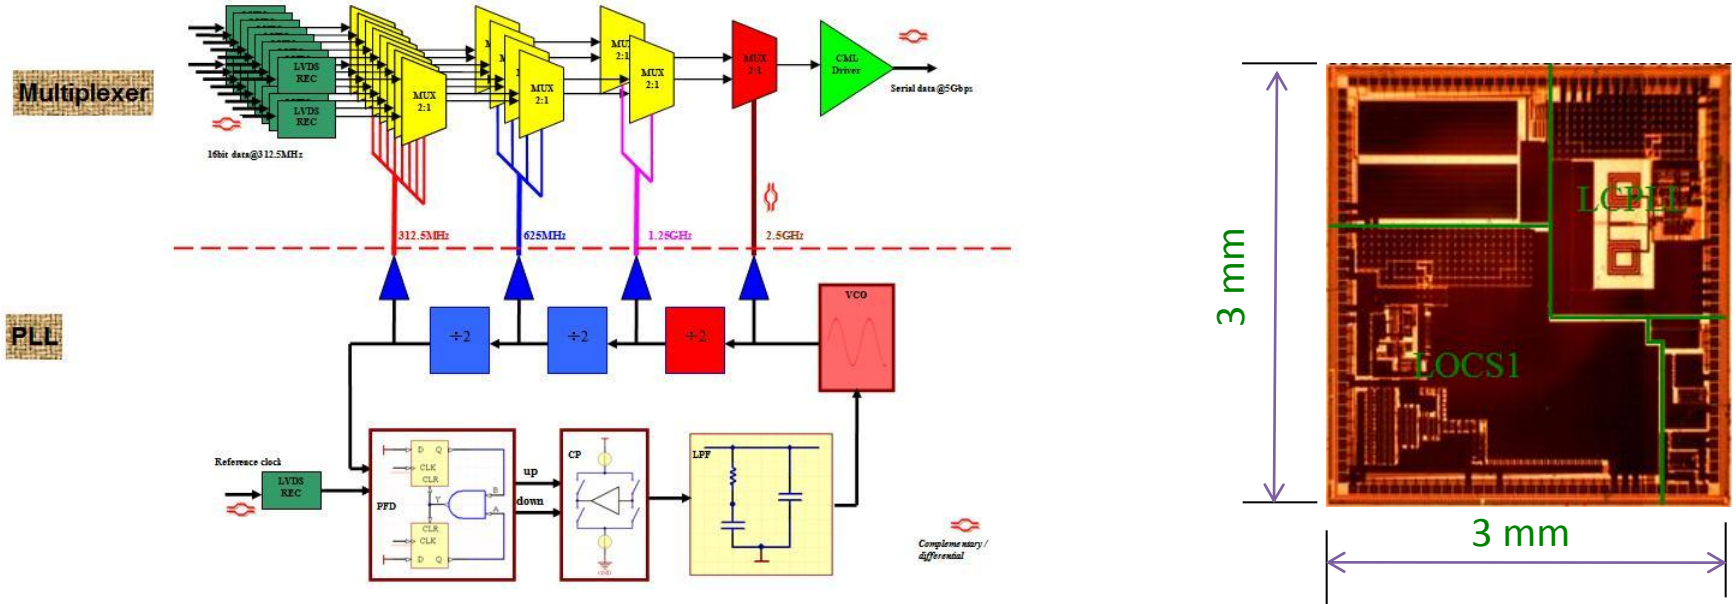 Multiplexer
LVDS
REC
LVDS
REC
MUX
2:1
MUX
2:1
MUX
2:1
MUX
2:1
MUX
2:1
CML
Driver
Serial data@5Gbps
16bit data@312.5MHz
312.5MHz
625MHz
1.25GHz
2.5GHz
PLL
÷2
÷2
÷2
VCO
Reference clock
LVDS
REC
PFD
D Q
CLK
CLR
Y
B
A
CLR
CLK
D Q
up
down
CP
LPF
Complementary /
differential
LCPLL
LOCS1
3 mm
3 mm